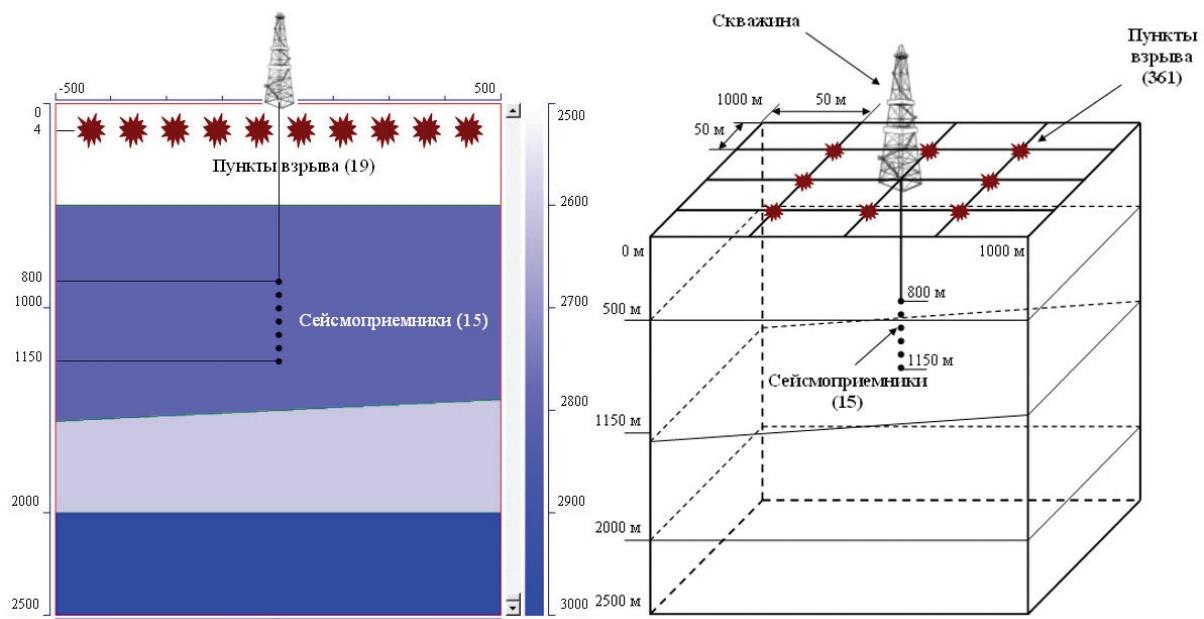 -500
500
0
4
Пункты взрыва (19)
800
1000
1150
Сейсмоприемники (15)
2000
2500
2500
2600
2700
2800
2900
3000
Скважина
Пункты
взрыва
(361)
1000 м
50 м
50 м
0 м
1000 м
800 м
500 м
1150 м
Сейсмоприемники
(15)
1150 м
2000 м
2500 м